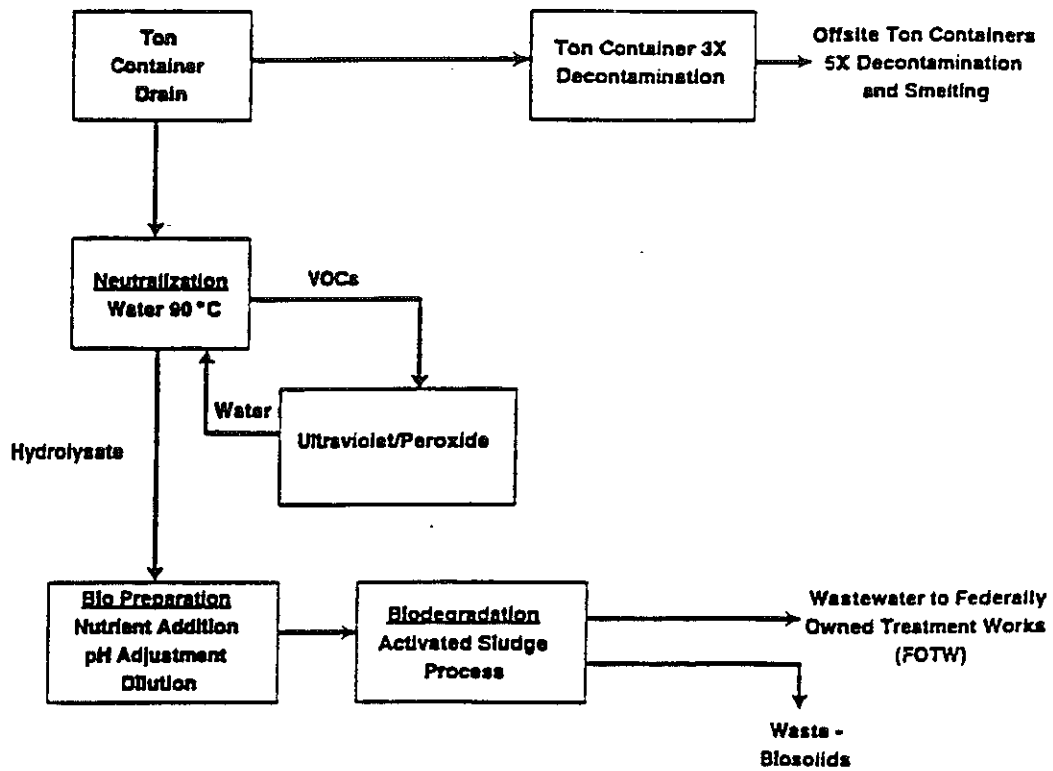 Ton
Container
Drain
Ton Container 3X
Decontamination
Offsite Ton Containers
5X Decontamination
and Smelting
Neutralization
Water 90 °C
VOCs
Water
Ultraviolet/Peroxide
Hydrolysate
Bio Preparation
Nutrient Addition
pH Adjustment
Dilution
Biodegradation
Activated Sludge
Process
Wastewater to Federally
Owned Treatment Works
(FOTW)
Waste -
Biosolids